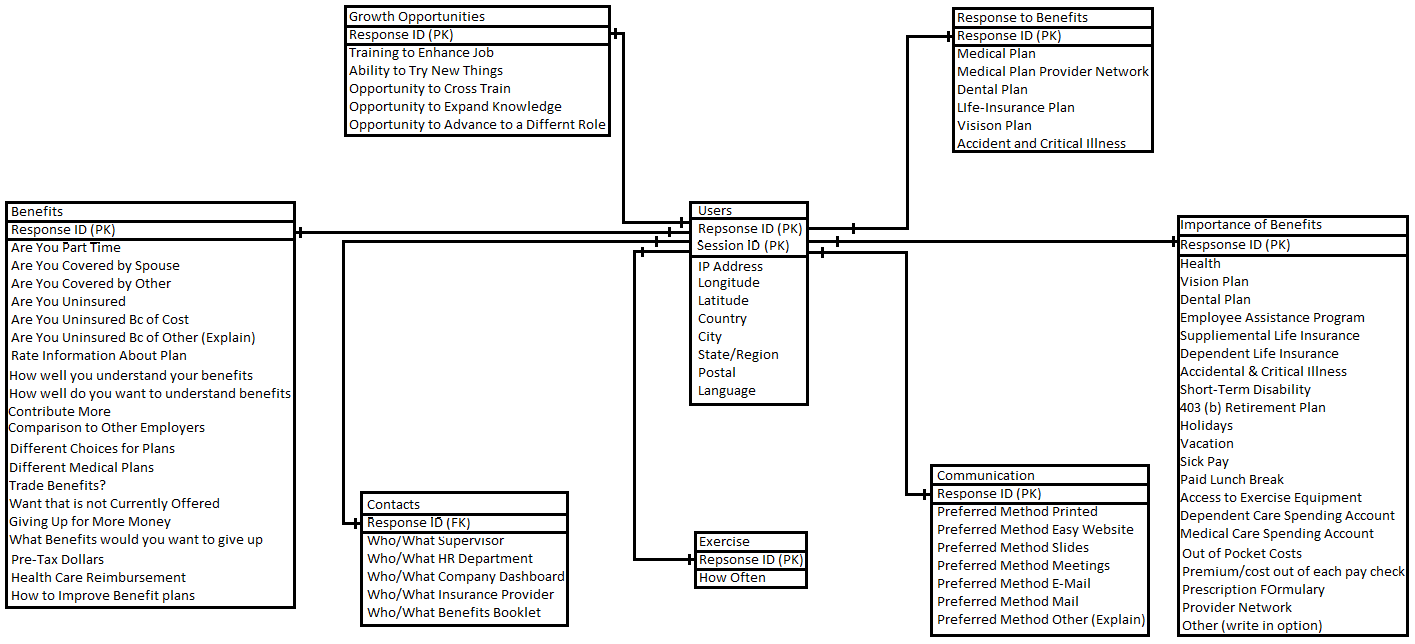 Growth Opportunities
Response ID (PK)
Training to Enhance Job
Ability to Try New Things
Opportunity to Cross Train
Opportunity to Expand Knowledge
Opportunity to Advance to a Differnt Role
Response to Benefits
Response ID (PK)
Medical Plan
Medical Plan Provider Network
Dental Plan
LIfe-Insurance Plan
Visison Plan
Accident and Critical Illness
Benefits
Response ID (PK)
Are You Part Time
Are You Covered by Spouse
Are You Covered by Other
Are You Uninsured
Are You Uninsured Bc of Cost
Are You Uninsured Bc of Other (Explain)
Rate Information About Plan
How well you understand your benefits
How well do you want to understand benefits
Contribute More
Comparison to Other Employers
Different Choices for Plans
Different Medical Plans
Trade Benefits?
Want that is not Currently Offered
Giving Up for More Money
What Benefits would you want to give up
Pre-Tax Dollars
Health Care Reimbursement
How to Improve Benefit plans
Users
Repsonse ID (PK)
Session ID (PK)
IP Address
Longitude
Latitude
Country
City
State/Region
Postal
Language
Importance of Benefits
Respsonse ID (PK)
Health
Vision Plan
Dental Plan
Employee Assistance Program
Suppliemental Life Insurance
Dependent Life Insurance
Accidental & Critical Illness
Short-Term Disability
403 (b) Retirement Plan
Holidays
Vacation
Sick Pay
Paid Lunch Break
Access to Exercise Equipment
Dependent Care Spending Account
Medical Care Spending Account
Out of Pocket Costs
Premium/cost out of each pay check
Prescription FOrmulary
Provider Network
Other (write in option)
Contacts
Response ID (FK)
Who/What Supervisor
Who/What HR Department
Who/What Company Dashboard
Who/What Insurance Provider
Who/What Benefits Booklet
Exercise
Repsonse ID (PK)
How Often
Communication
Response ID (PK)
Preferred Method Printed
Preferred Method Easy Website
Preferred Method Slides
Preferred Method Meetings
Preferred Method E-Mail
Preferred Method Mail
Preferred Method Other (Explain)